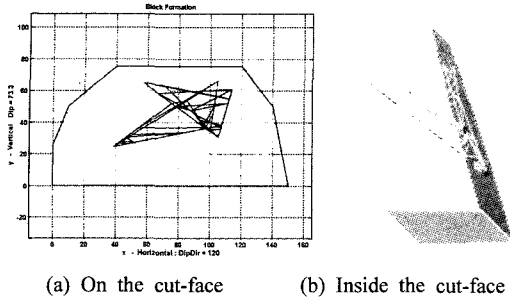 Block Formation
100
80
60
40
20
0
-20
y - Vertical Dip = 73.3
0 20 40 60 80 100 120 140 160
x - Horizontal : DipDir = 120
(a) On the cut-face
(b) Inside the cut-face